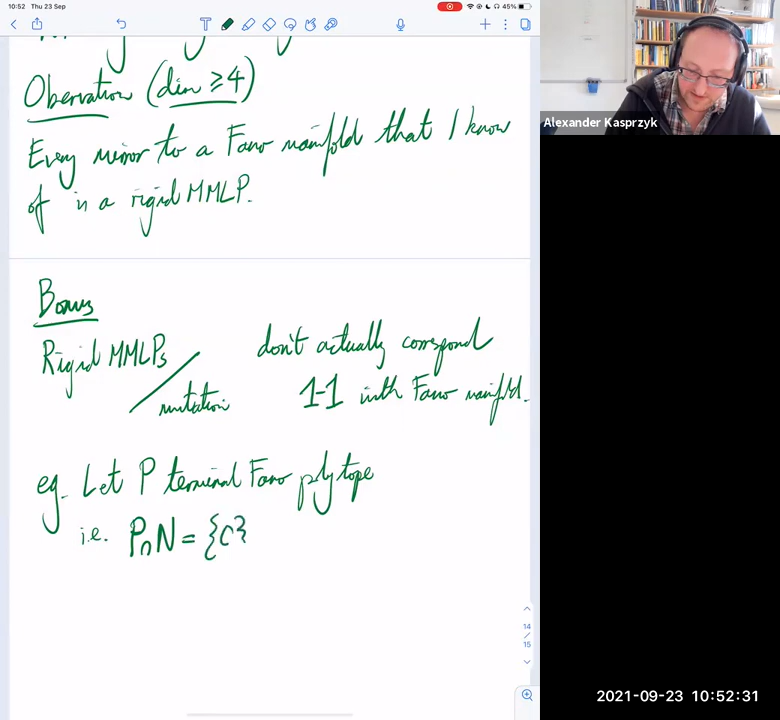 10:52 Thu 23 Sep
45%
Obervation (dim ≥ 4)
Every mirror to a Fano manifold that I know
of is a rigid MMLP.
Bonus
Rigid MMLPs / mutation don't actually correspond
1-1 with Fano manifold.
eg. Let P terminal Fano polytope
i.e. P∩N = {0}
14
/
15
Alexander Kasprzyk
2021-09-23 10:52:31